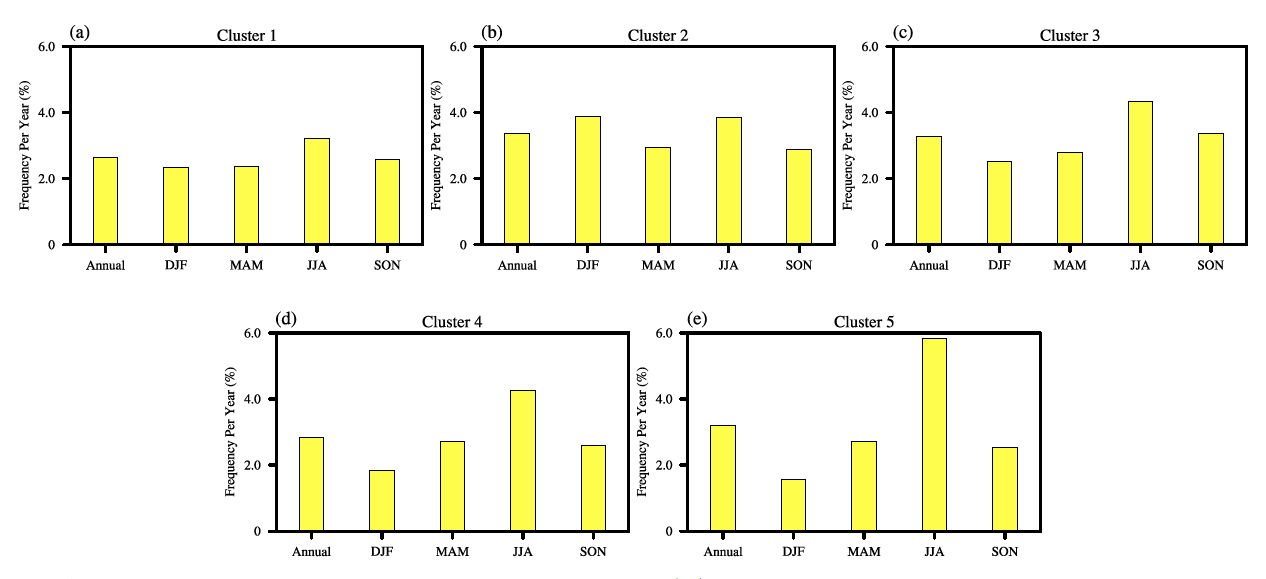 (a) Cluster 1
(b) Cluster 2
(c) Cluster 3
Frequency Per Year (%)
6.0
4.0
2.0
0
Annual DJF MAM JJA SON
Frequency Per Year (%)
6.0
4.0
2.0
0
Annual DJF MAM JJA SON
Frequency Per Year (%)
6.0
4.0
2.0
0
Annual DJF MAM JJA SON
(d) Cluster 4
(e) Cluster 5
Frequency Per Year (%)
6.0
4.0
2.0
0
Annual DJF MAM JJA SON
Frequency Per Year (%)
6.0
4.0
2.0
0
Annual DJF MAM JJA SON